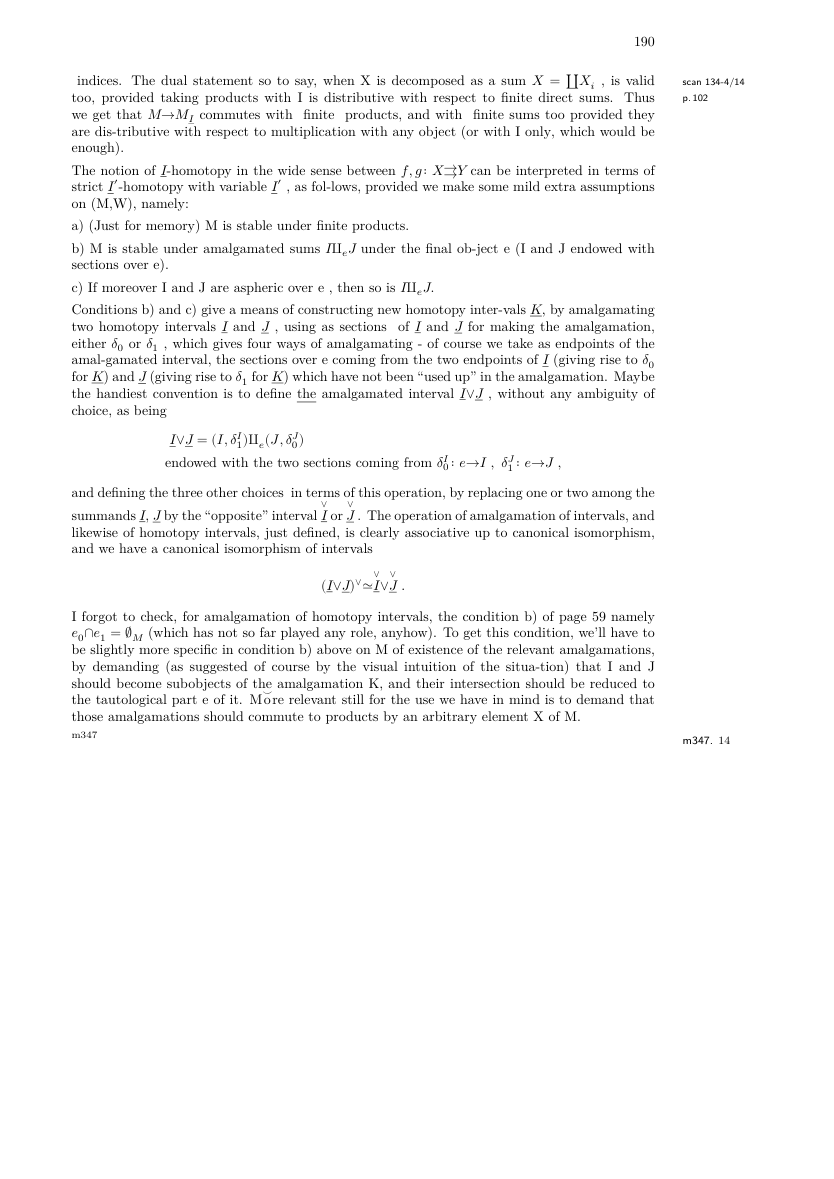 190
indices. The dual statement so to say, when X is decomposed as a sum X = ∐Xᵢ , is valid
scan 134-4/14
too, provided taking products with I is distributive with respect to finite direct sums. Thus
p. 102
we get that M→M_I̲ commutes with finite products, and with finite sums too provided they
are dis-tributive with respect to multiplication with any object (or with I only, which would be
enough).
The notion of I̲-homotopy in the wide sense between f, g: X⇉Y can be interpreted in terms of
strict I̲′-homotopy with variable I̲′ , as fol-lows, provided we make some mild extra assumptions
on (M,W), namely:
a) (Just for memory) M is stable under finite products.
b) M is stable under amalgamated sums I∐ₑJ under the final ob-ject e (I and J endowed with
sections over e).
c) If moreover I and J are aspheric over e , then so is I∐ₑJ.
Conditions b) and c) give a means of constructing new homotopy inter-vals K̲, by amalgamating
two homotopy intervals I̲ and J̲ , using as sections of I̲ and J̲ for making the amalgamation,
either δ₀ or δ₁ , which gives four ways of amalgamating - of course we take as endpoints of the
amal-gamated interval, the sections over e coming from the two endpoints of I̲ (giving rise to δ₀
for K̲) and J̲ (giving rise to δ₁ for K̲) which have not been “used up” in the amalgamation. Maybe
the handiest convention is to define the amalgamated interval I̲∨J̲ , without any ambiguity of
choice, as being
I̲∨J̲ = (I, δ₁ᴵ)∐ₑ(J, δ₀ᴶ)
endowed with the two sections coming from δ₀ᴵ: e→I , δ₁ᴶ: e→J ,
and defining the three other choices in terms of this operation, by replacing one or two among the
summands I̲, J̲ by the “opposite” interval Ǐ̲ or J̲̌ . The operation of amalgamation of intervals, and
likewise of homotopy intervals, just defined, is clearly associative up to canonical isomorphism,
and we have a canonical isomorphism of intervals
(I̲∨J̲)^∨≃Ǐ̲∨J̲̌ .
I forgot to check, for amalgamation of homotopy intervals, the condition b) of page 59 namely
e₀∩e₁ = ∅_M (which has not so far played any role, anyhow). To get this condition, we’ll have to
be slightly more specific in condition b) above on M of existence of the relevant amalgamations,
by demanding (as suggested of course by the visual intuition of the situa-tion) that I and J
should become subobjects of the amalgamation K, and their intersection should be reduced to
the tautological part e of it. More relevant still for the use we have in mind is to demand that
those amalgamations should commute to products by an arbitrary element X of M.
m347
m347. 14